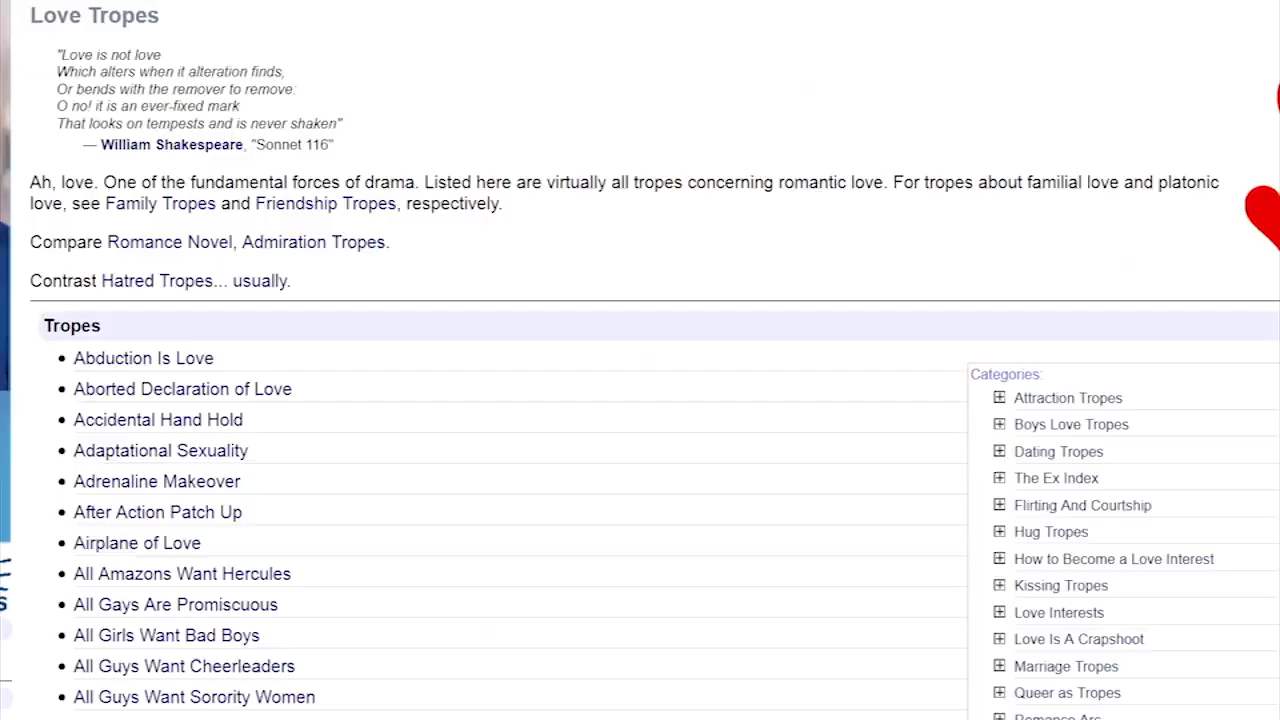 Love Tropes
"Love is not love
Which alters when it alteration finds,
Or bends with the remover to remove:
O no! it is an ever-fixed mark
That looks on tempests and is never shaken"
— William Shakespeare, "Sonnet 116"
Ah, love. One of the fundamental forces of drama. Listed here are virtually all tropes concerning romantic love. For tropes about familial love and platonic
love, see Family Tropes and Friendship Tropes, respectively.
Compare Romance Novel, Admiration Tropes.
Contrast Hatred Tropes... usually.
Tropes
• Abduction Is Love
• Aborted Declaration of Love
• Accidental Hand Hold
• Adaptational Sexuality
• Adrenaline Makeover
• After Action Patch Up
• Airplane of Love
• All Amazons Want Hercules
• All Gays Are Promiscuous
• All Girls Want Bad Boys
• All Guys Want Cheerleaders
• All Guys Want Sorority Women
Categories:
Attraction Tropes
Boys Love Tropes
Dating Tropes
The Ex Index
Flirting And Courtship
Hug Tropes
How to Become a Love Interest
Kissing Tropes
Love Interests
Love Is A Crapshoot
Marriage Tropes
Queer as Tropes
Romance Arc